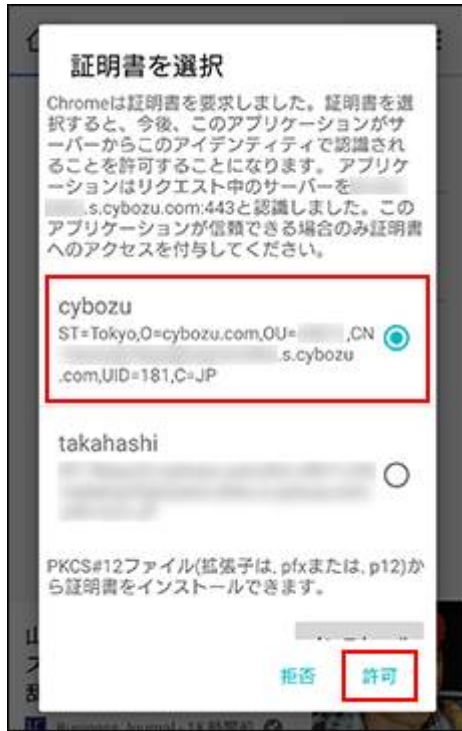 証明書を選択
Chromeは証明書を要求しました。証明書を選
択すると、今後、このアプリケーションがサ
ーバーからこのアイデンティティで認識され
ることを許可することになります。 アプリケ
ーションはリクエスト中のサーバーを
.s.cybozu.com:443と認識しました。この
アプリケーションが信頼できる場合のみ証明書
へのアクセスを付与してください。
cybozu
ST=Tokyo,O=cybozu.com,OU= ,CN
.s.cybozu
.com,UID=181,C=JP
takahashi
PKCS#12ファイル(拡張子は. pfxまたは. p12)か
ら証明書をインストールできます。
拒否 許可